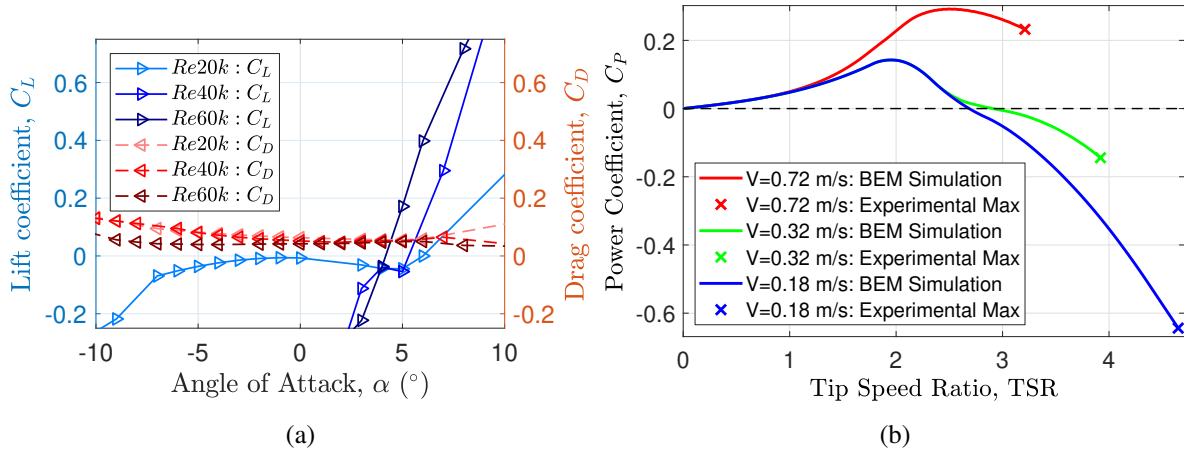 Lift coefficient, C_L
0.6
0.4
0.2
0
-0.2
-10
-5
0
5
10
Angle of Attack, α (°)
Re20k : C_L
Re40k : C_L
Re60k : C_L
Re20k : C_D
Re40k : C_D
Re60k : C_D
0.6
0.4
0.2
0
-0.2
Drag coefficient, C_D
(a)
Power Coefficient, C_P
0.2
0
-0.2
-0.4
-0.6
0
1
2
3
4
Tip Speed Ratio, TSR
V=0.72 m/s: BEM Simulation
V=0.72 m/s: Experimental Max
V=0.32 m/s: BEM Simulation
V=0.32 m/s: Experimental Max
V=0.18 m/s: BEM Simulation
V=0.18 m/s: Experimental Max
(b)